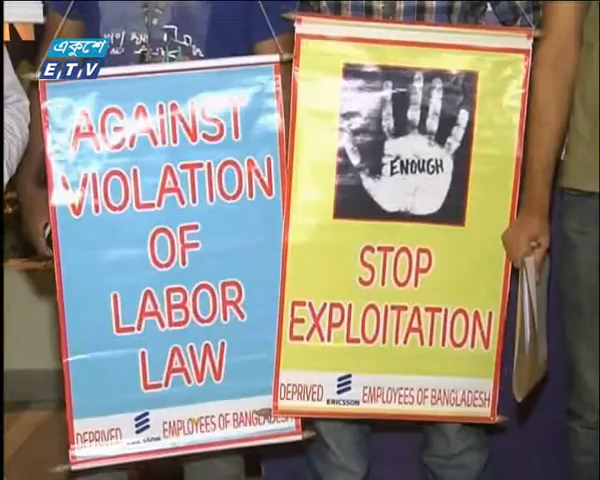 একুশে
ETV
AGAINST
VIOLATION
OF
LABOR
LAW
DEPRIVED ERICSSON EMPLOYEES OF BANGLADESH
ENOUGH
STOP
EXPLOITATION
DEPRIVED ERICSSON EMPLOYEES OF BANGLADESH